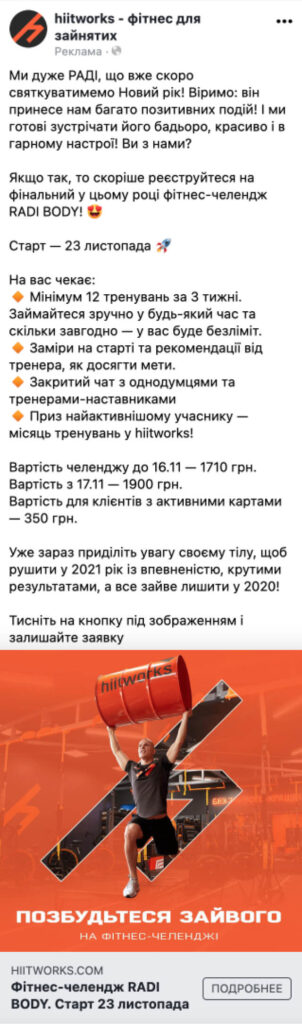 hiitworks - фітнес для
зайнятих
Реклама ·
Ми дуже РАДІ, що вже скоро
святкуватимемо Новий рік! Віримо: він
принесе нам багато позитивних подій! І ми
готові зустрічати його бадьоро, красиво і в
гарному настрої! Ви з нами?
Якщо так, то скоріше реєструйтеся на
фінальний у цьому році фітнес-челендж
RADI BODY! 🤩
Старт — 23 листопада 🚀
На вас чекає:
🔸 Мінімум 12 тренувань за 3 тижні.
Займайтеся зручно у будь-який час та
скільки завгодно — у вас буде безліміт.
🔸 Заміри на старті та рекомендації від
тренера, як досягти мети.
🔸 Закритий чат з однодумцями та
тренерами-наставниками
🔸 Приз найактивнішому учаснику —
місяць тренувань у hiitworks!
Вартість челенджу до 16.11 — 1710 грн.
Вартість з 17.11 — 1900 грн.
Вартість для клієнтів з активними картами
— 350 грн.
Уже зараз приділіть увагу своєму тілу, щоб
рушити у 2021 рік із впевненістю, крутими
результатами, а все зайве лишити у 2020!
Тисніть на кнопку під зображенням і
залишайте заявку
hiitworks
ПОЗБУДЬТЕСЯ ЗАЙВОГО
НА ФІТНЕС-ЧЕЛЕНДЖІ
HIITWORKS.COM
Фітнес-челендж RADI
BODY. Старт 23 листопада
ПОДРОБНЕЕ